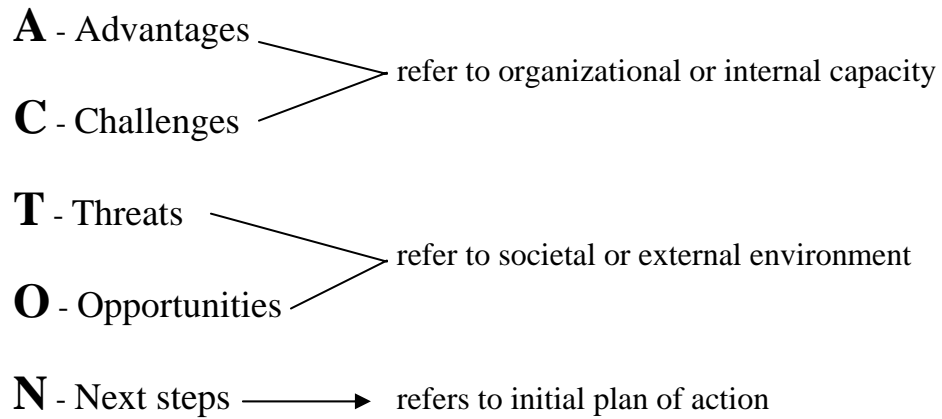 A - Advantages
refer to organizational or internal capacity
C - Challenges
T - Threats
refer to societal or external environment
O - Opportunities
N - Next steps refers to initial plan of action